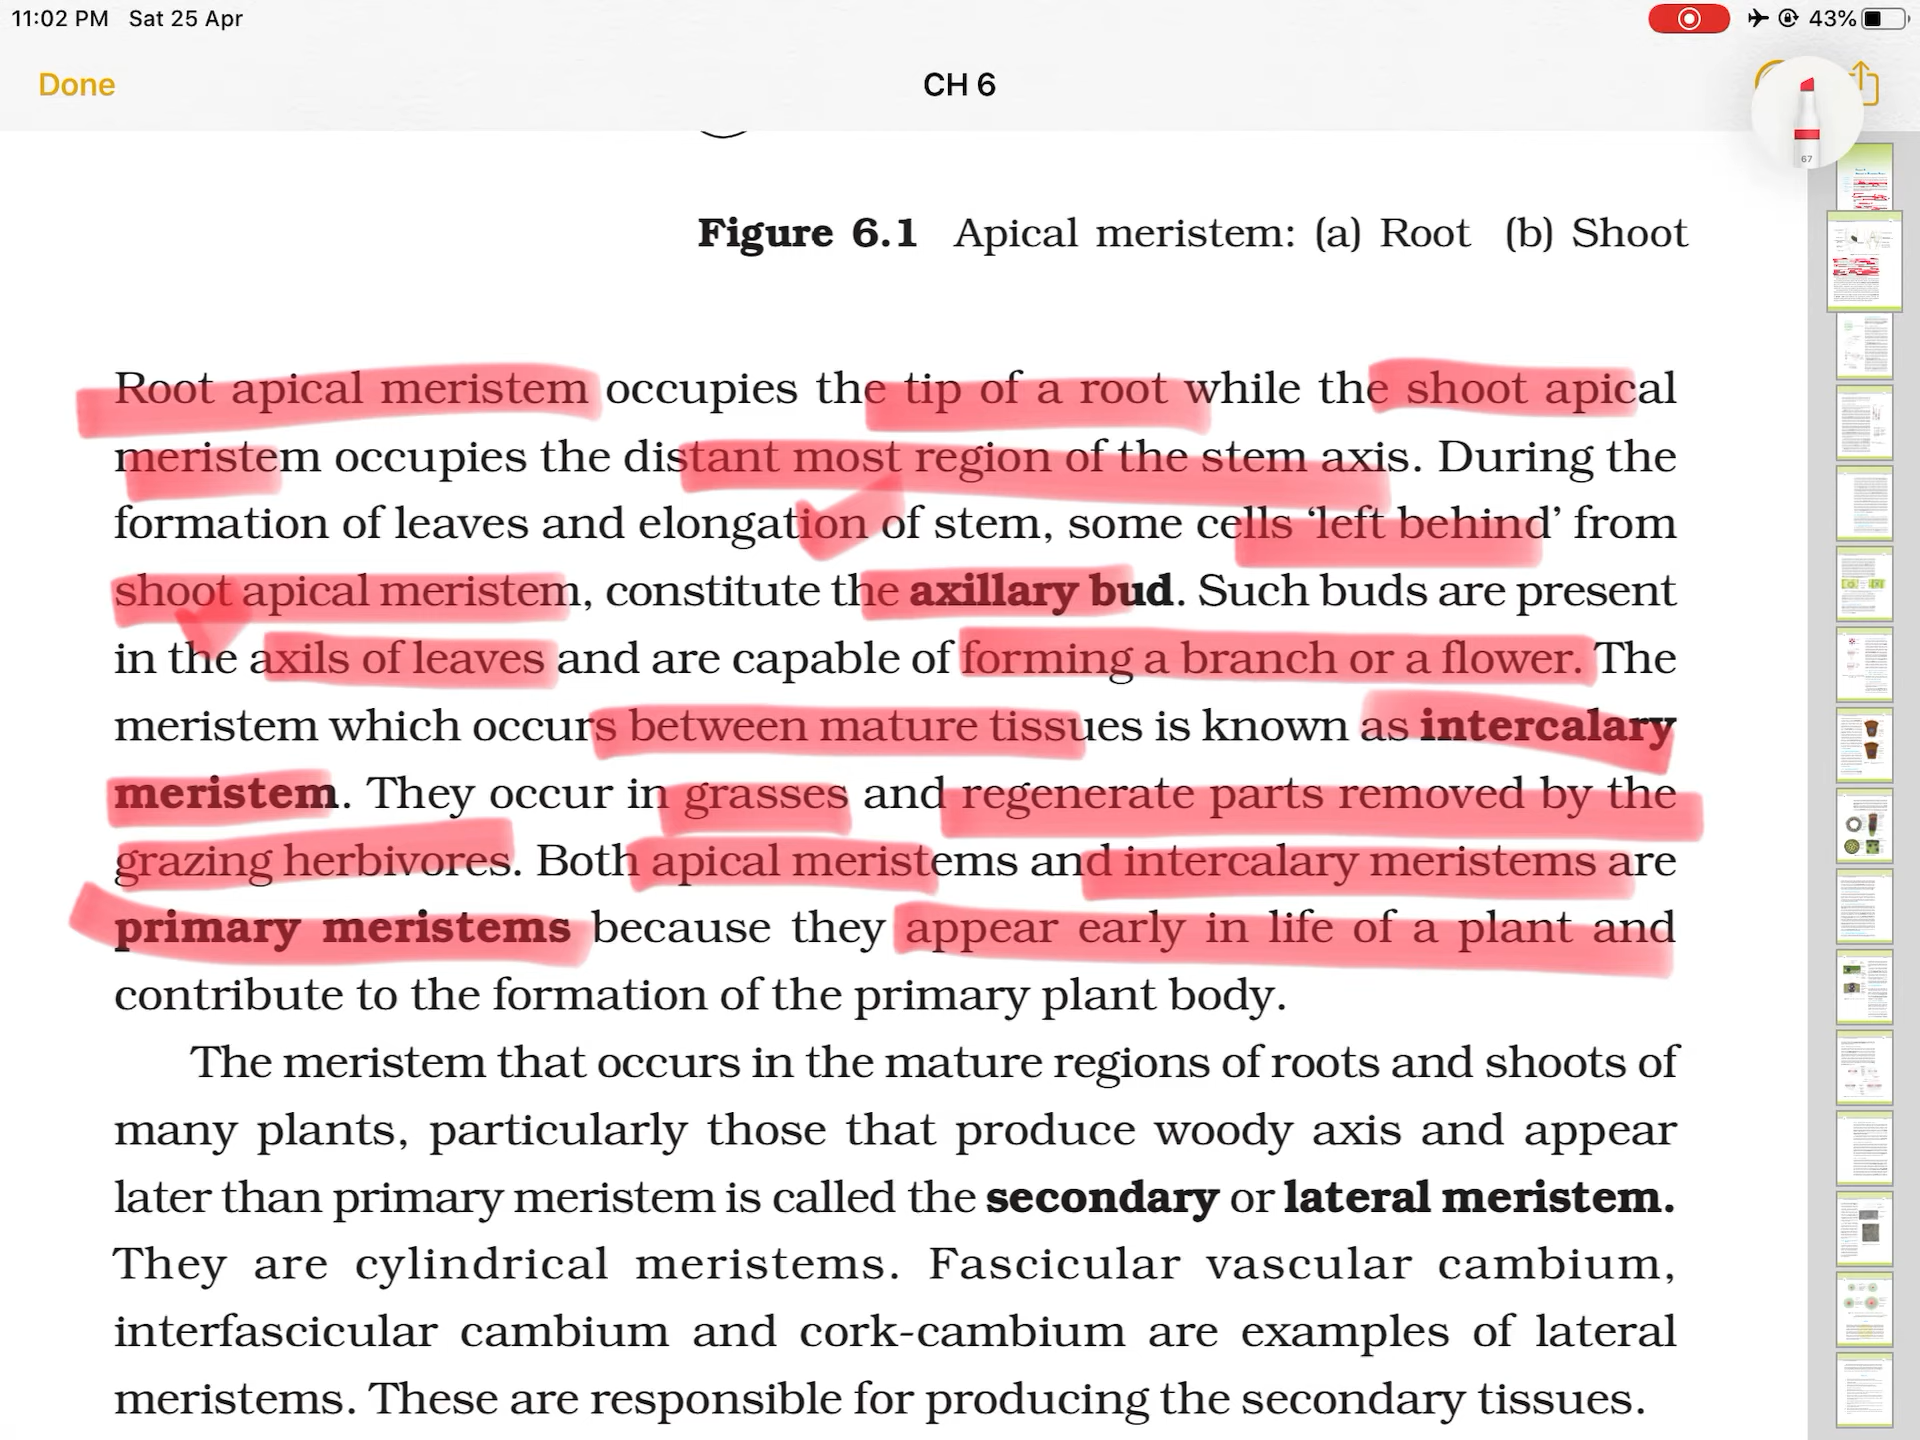 11:02 PM Sat 25 Apr
43%
Done
CH 6
67
Figure 6.1 Apical meristem: (a) Root (b) Shoot
Root apical meristem occupies the tip of a root while the shoot apical
meristem occupies the distant most region of the stem axis. During the
formation of leaves and elongation of stem, some cells ‘left behind’ from
shoot apical meristem, constitute the axillary bud. Such buds are present
in the axils of leaves and are capable of forming a branch or a flower. The
meristem which occurs between mature tissues is known as intercalary
meristem. They occur in grasses and regenerate parts removed by the
grazing herbivores. Both apical meristems and intercalary meristems are
primary meristems because they appear early in life of a plant and
contribute to the formation of the primary plant body.
The meristem that occurs in the mature regions of roots and shoots of
many plants, particularly those that produce woody axis and appear
later than primary meristem is called the secondary or lateral meristem.
They are cylindrical meristems. Fascicular vascular cambium,
interfascicular cambium and cork-cambium are examples of lateral
meristems. These are responsible for producing the secondary tissues.